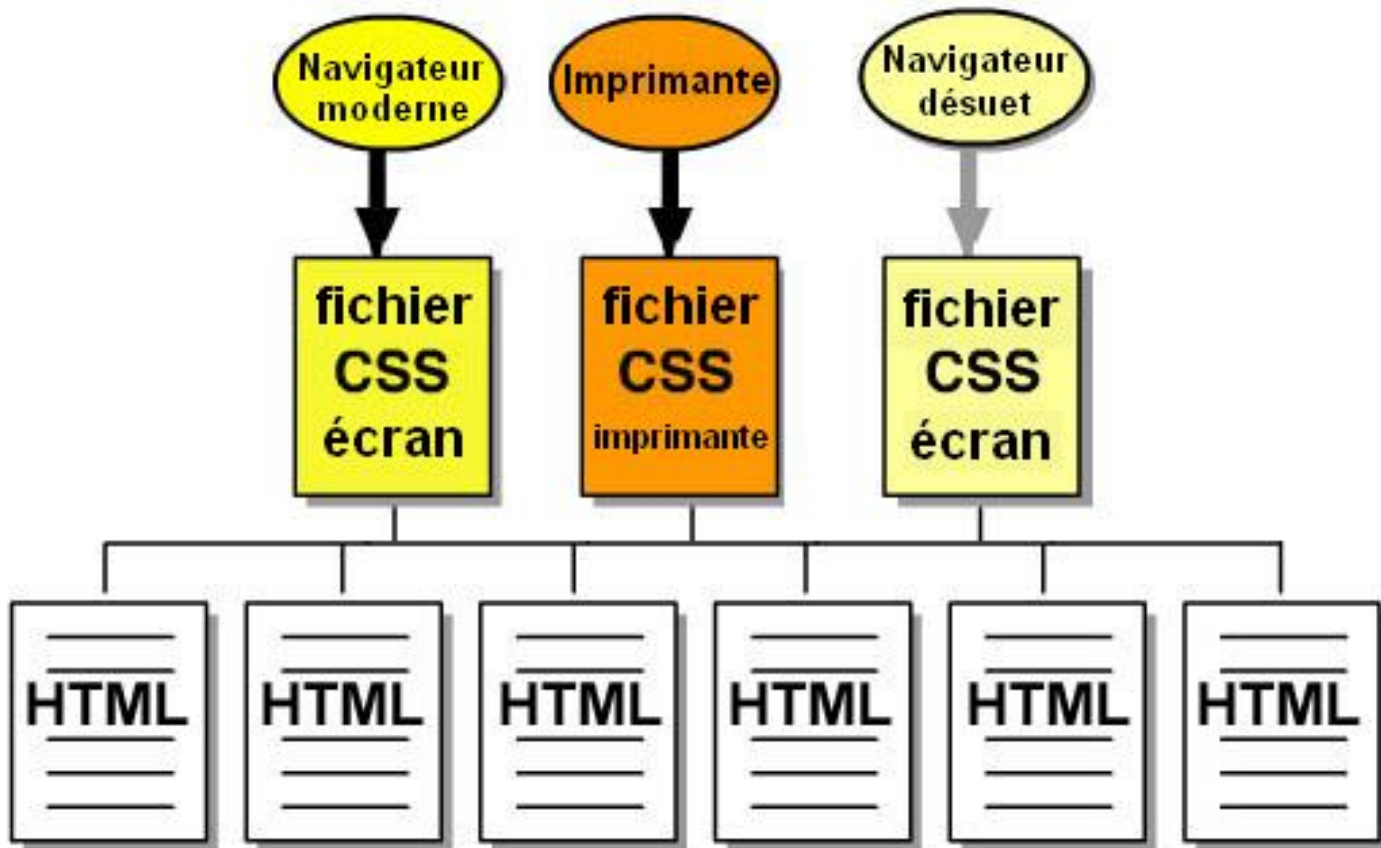 Navigateur
moderne
Imprimante
Navigateur
désuet
fichier
CSS
écran
fichier
CSS
imprimante
fichier
CSS
écran
HTML
HTML
HTML
HTML
HTML
HTML